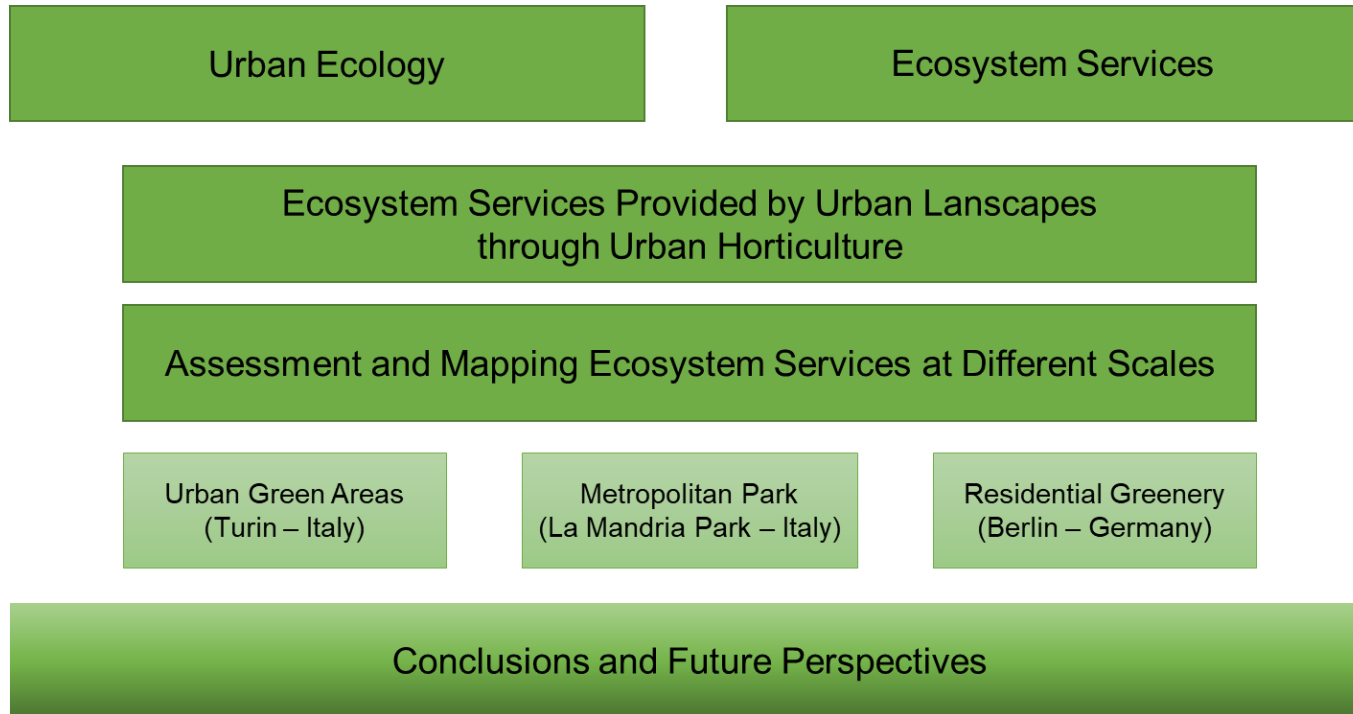 Urban Ecology
Ecosystem Services
Ecosystem Services Provided by Urban Lanscapes
through Urban Horticulture
Assessment and Mapping Ecosystem Services at Different Scales
Urban Green Areas
(Turin – Italy)
Metropolitan Park
(La Mandria Park – Italy)
Residential Greenery
(Berlin – Germany)
Conclusions and Future Perspectives